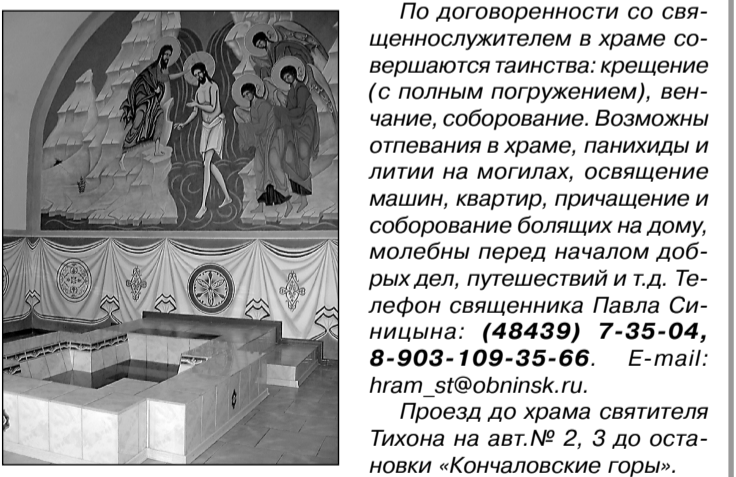 По договоренности со свя-
щеннослужителем в храме со-
вершаются таинства: крещение
(с полным погружением), вен-
чание, соборование. Возможны
отпевания в храме, панихиды и
литии на могилах, освящение
машин, квартир, причащение и
соборование болящих на дому,
молебны перед началом доб-
рых дел, путешествий и т.д. Те-
лефон священника Павла Си-
ницына: (48439) 7-35-04,
8-903-109-35-66. E-mail:
hram_st@obninsk.ru.
Проезд до храма святителя
Тихона на авт.№ 2, 3 до оста-
новки «Кончаловские горы».